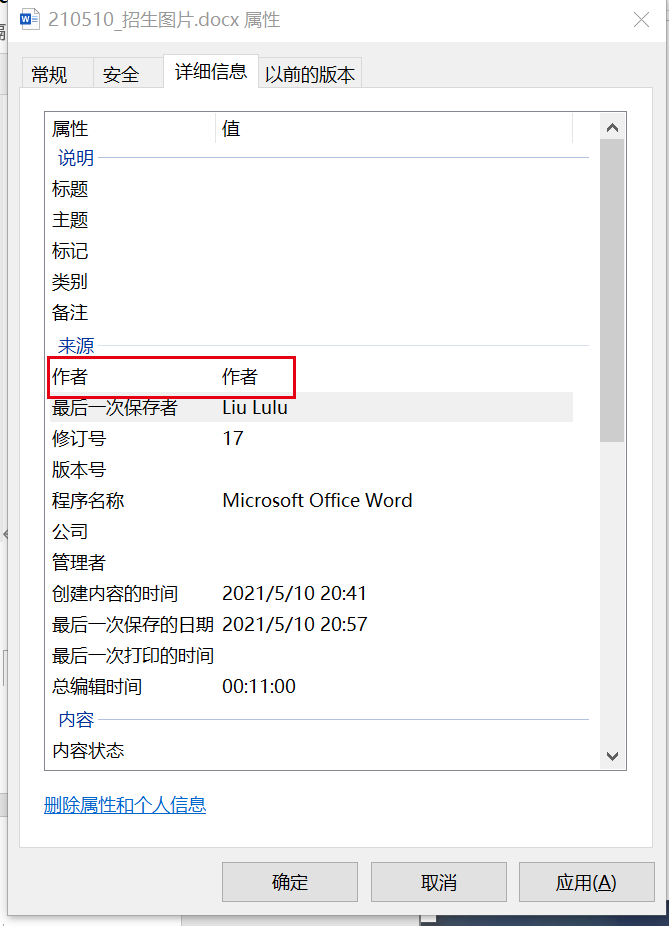 210510_招生图片.docx 属性
常规 安全 详细信息 以前的版本
属性 值
说明
标题
主题
标记
类别
备注
来源
作者 作者
最后一次保存者 Liu Lulu
修订号 17
版本号
程序名称 Microsoft Office Word
公司
管理者
创建内容的时间 2021/5/10 20:41
最后一次保存的日期 2021/5/10 20:57
最后一次打印的时间
总编辑时间 00:11:00
内容
内容状态
删除属性和个人信息
确定 取消 应用(A)